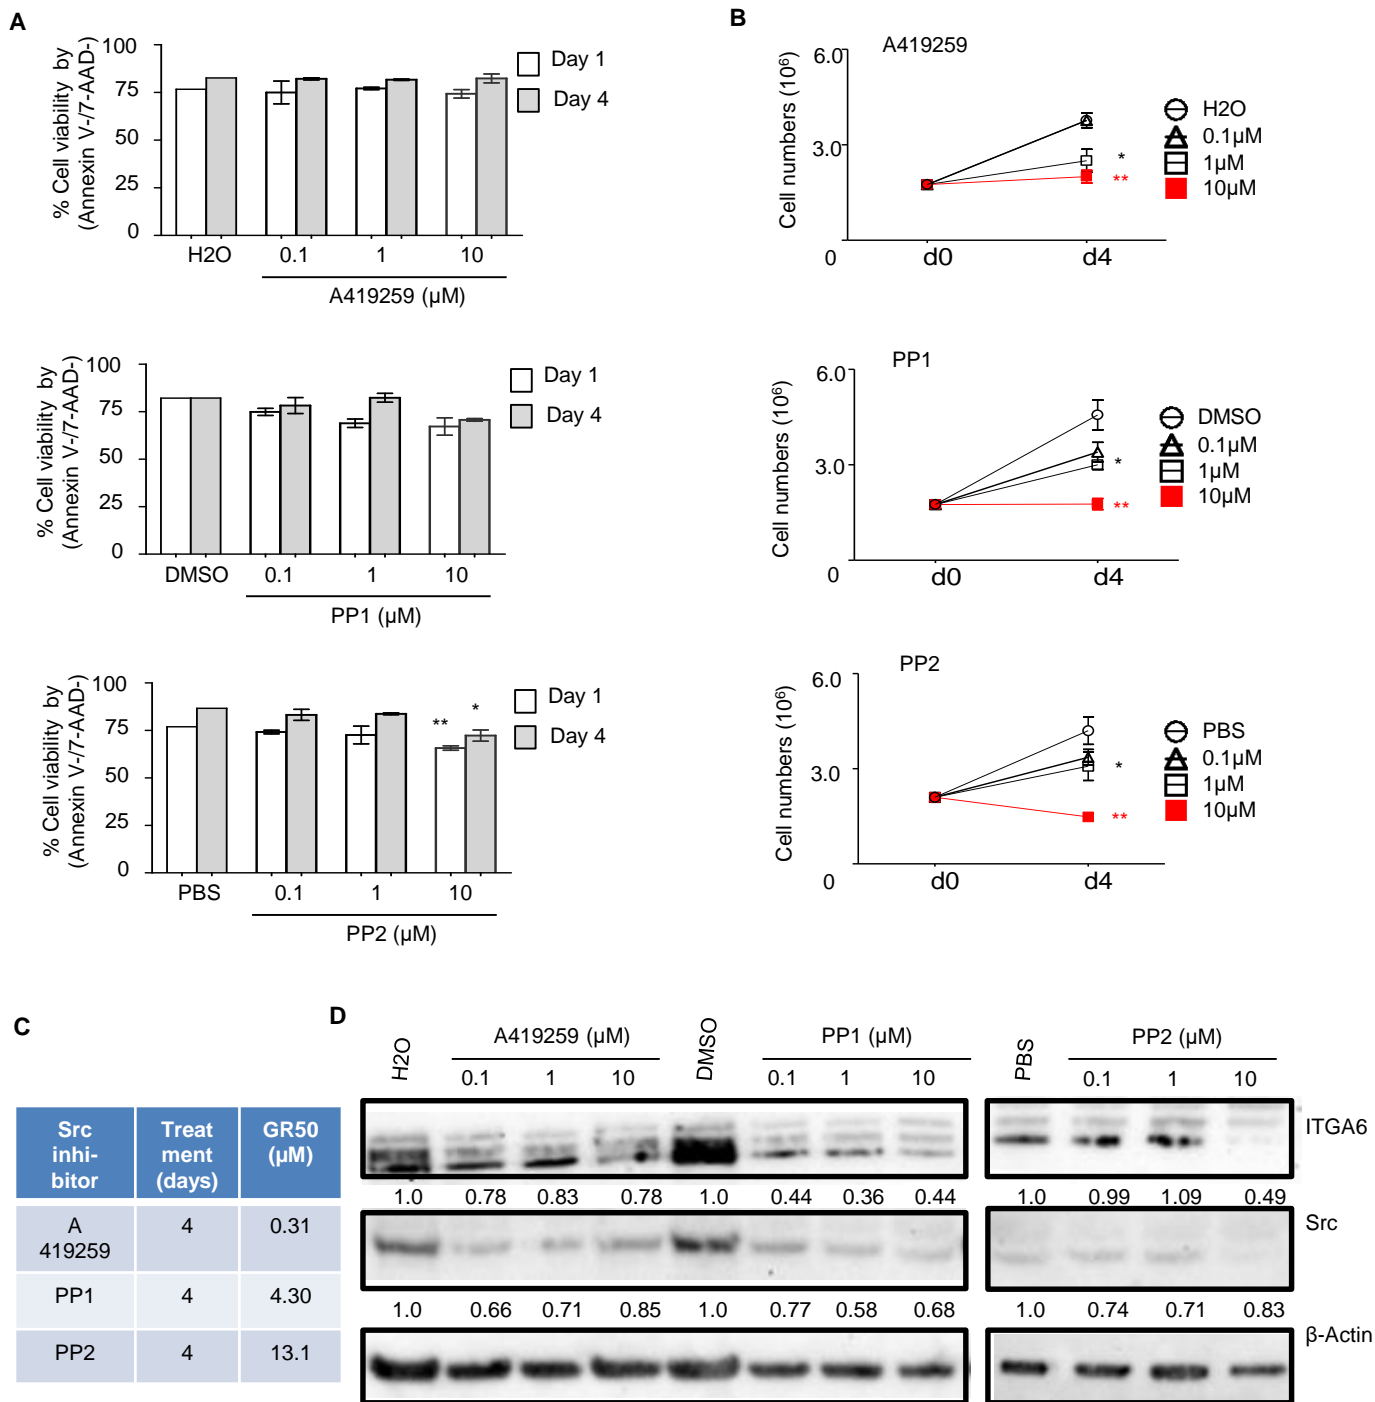 A
% Cell viability by
(Annexin V-/7-AAD-)
100
75
50
25
0
H2O
0.1
1
10
A419259 (µM)
Day 1
Day 4
% Cell viability by
(Annexin V-/7-AAD-)
100
75
50
25
0
DMSO
0.1
1
10
PP1 (µM)
Day 1
Day 4
% Cell viability by
(Annexin V-/7-AAD-)
100
75
50
25
0
**
*
PBS
0.1
1
10
PP2 (µM)
Day 1
Day 4
B
A419259
Cell numbers (10⁶)
6.0
3.0
0
d0
d4
*
**
H2O
0.1µM
1µM
10µM
PP1
Cell numbers (10⁶)
6.0
3.0
0
d0
d4
*
**
DMSO
0.1µM
1µM
10µM
PP2
Cell numbers (10⁶)
6.0
3.0
0
d0
d4
*
**
PBS
0.1µM
1µM
10µM
C
Src inhi-bitor	Treat ment (days)	GR50 (µM)
A 419259	4	0.31
PP1	4	4.30
PP2	4	13.1
D
H2O
A419259 (µM)
0.1 1 10
DMSO
PP1 (µM)
0.1 1 10
PBS
PP2 (µM)
0.1 1 10
ITGA6
1.0 0.78 0.83 0.78 1.0 0.44 0.36 0.44 1.0 0.99 1.09 0.49
Src
1.0 0.66 0.71 0.85 1.0 0.77 0.58 0.68 1.0 0.74 0.71 0.83
β-Actin